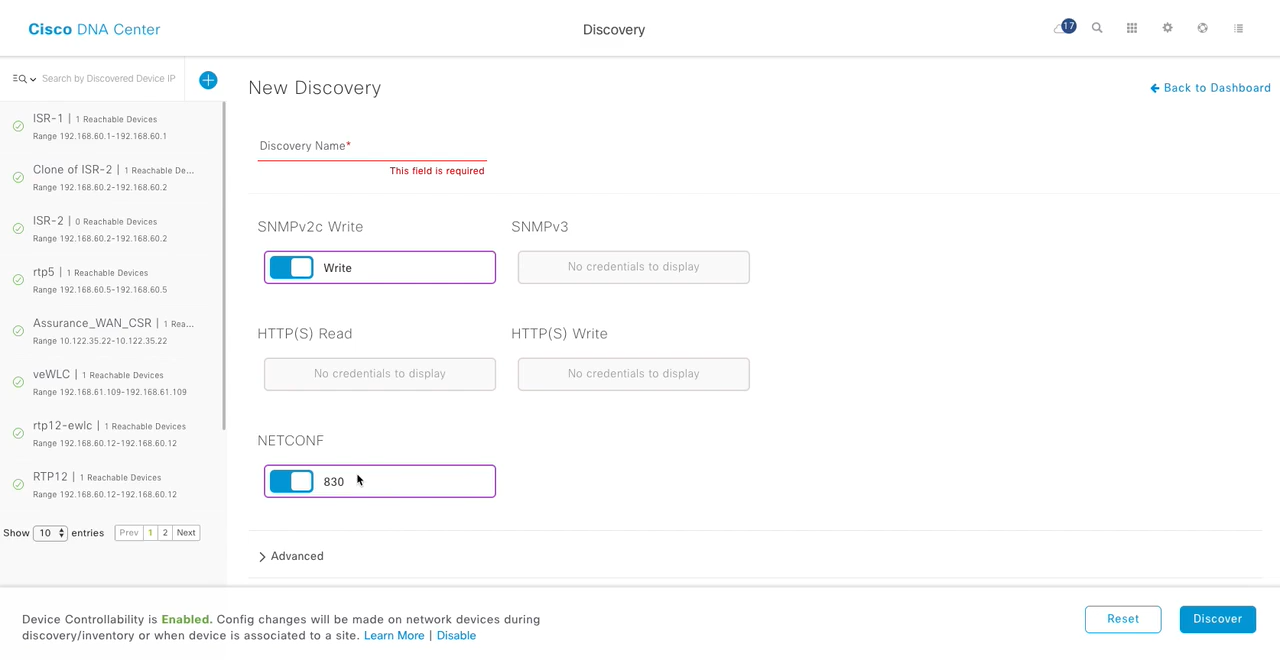 Cisco DNA Center
Discovery
17
Search by Discovered Device IP
New Discovery
Back to Dashboard
ISR-1 | 1 Reachable Devices
Range 192.168.60.1-192.168.60.1
Clone of ISR-2 | 1 Reachable De...
Range 192.168.60.2-192.168.60.2
ISR-2 | 0 Reachable Devices
Range 192.168.60.2-192.168.60.2
rtp5 | 1 Reachable Devices
Range 192.168.60.5-192.168.60.5
Assurance_WAN_CSR | 1 Rea...
Range 10.122.35.22-10.122.35.22
veWLC | 1 Reachable Devices
Range 192.168.61.109-192.168.61.109
rtp12-ewlc | 1 Reachable Devices
Range 192.168.60.12-192.168.60.12
RTP12 | 1 Reachable Devices
Range 192.168.60.12-192.168.60.12
Show 10 entries Prev 1 2 Next
Discovery Name*
This field is required
SNMPv2c Write
SNMPv3
Write
No credentials to display
HTTP(S) Read
HTTP(S) Write
No credentials to display
No credentials to display
NETCONF
830
Advanced
Device Controllability is Enabled. Config changes will be made on network devices during
discovery/inventory or when device is associated to a site. Learn More | Disable
Reset
Discover